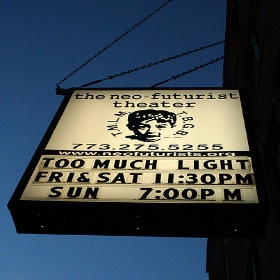 the neo-futurist
theater
T.M.L.M. T.B.G.B.
773.275.5255
www.neofuturists.org
TOO MUCH LIGHT
FRI & SAT 11:30PM
SUN 7:00P M